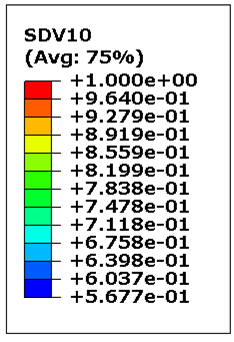 SDV10
(Avg: 75%)
+1.000e+00
+9.640e-01
+9.279e-01
+8.919e-01
+8.559e-01
+8.199e-01
+7.838e-01
+7.478e-01
+7.118e-01
+6.758e-01
+6.398e-01
+6.037e-01
+5.677e-01